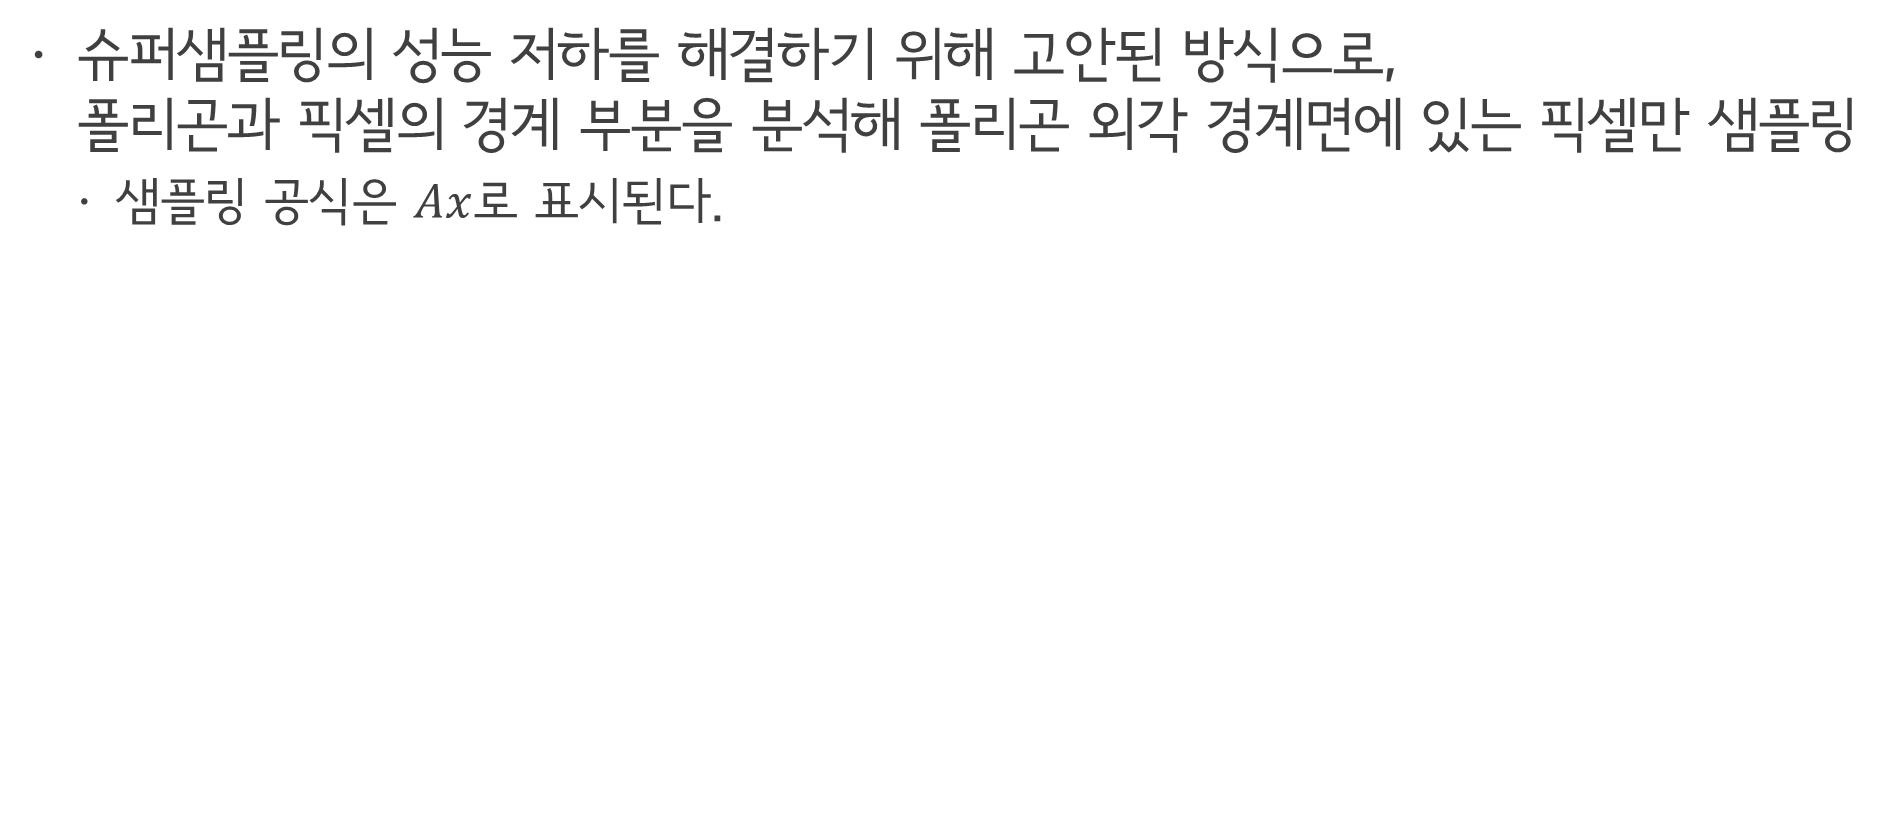 · 슈퍼샘플링의 성능 저하를 해결하기 위해 고안된 방식으로,
폴리곤과 픽셀의 경계 부분을 분석해 폴리곤 외각 경계면에 있는 픽셀만 샘플링
· 샘플링 공식은 Ax로 표시된다.